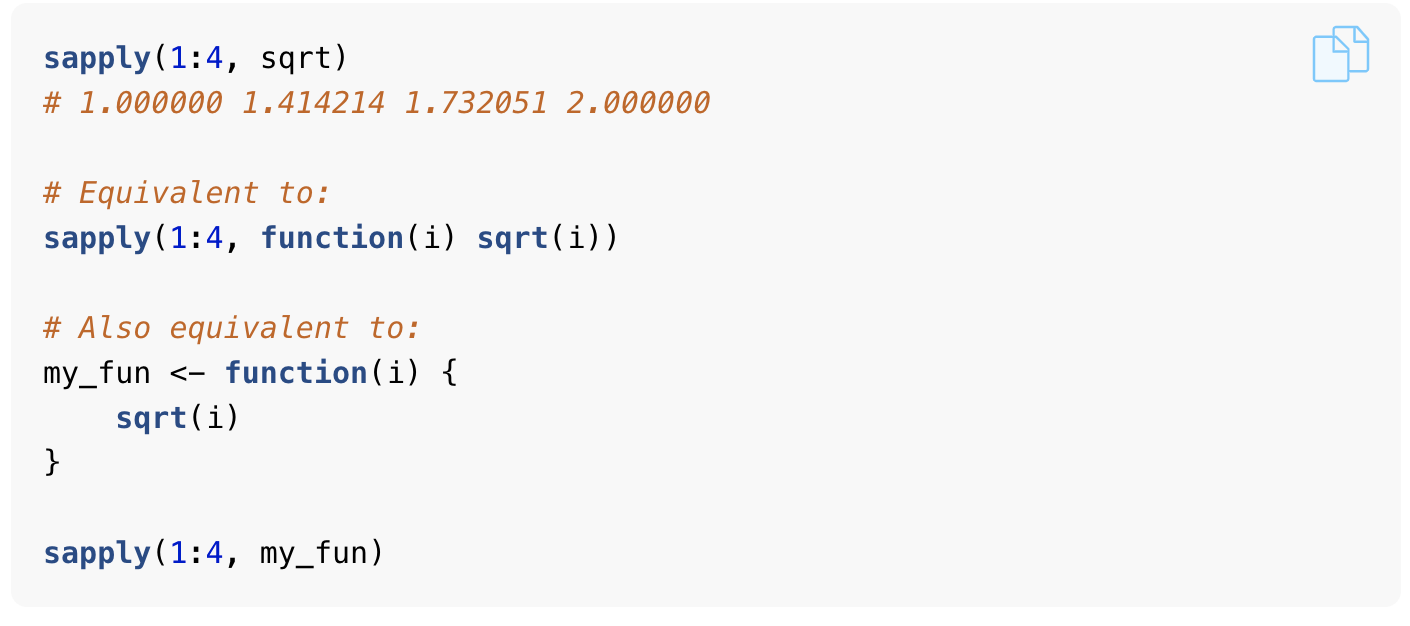 sapply(1:4, sqrt)
# 1.000000 1.414214 1.732051 2.000000
# Equivalent to:
sapply(1:4, function(i) sqrt(i))
# Also equivalent to:
my_fun <- function(i) {
    sqrt(i)
}
sapply(1:4, my_fun)